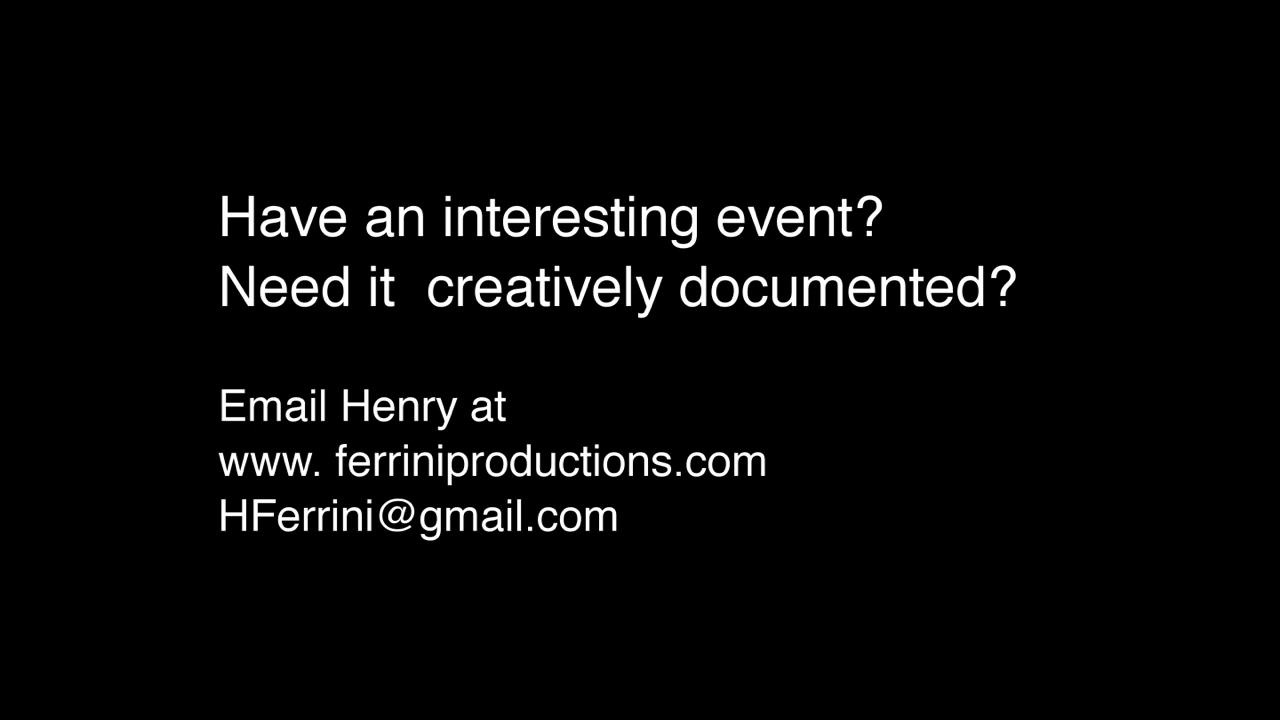 Have an interesting event?
Need it  creatively documented?
Email Henry at
www. ferriniproductions.com
HFerrini@gmail.com